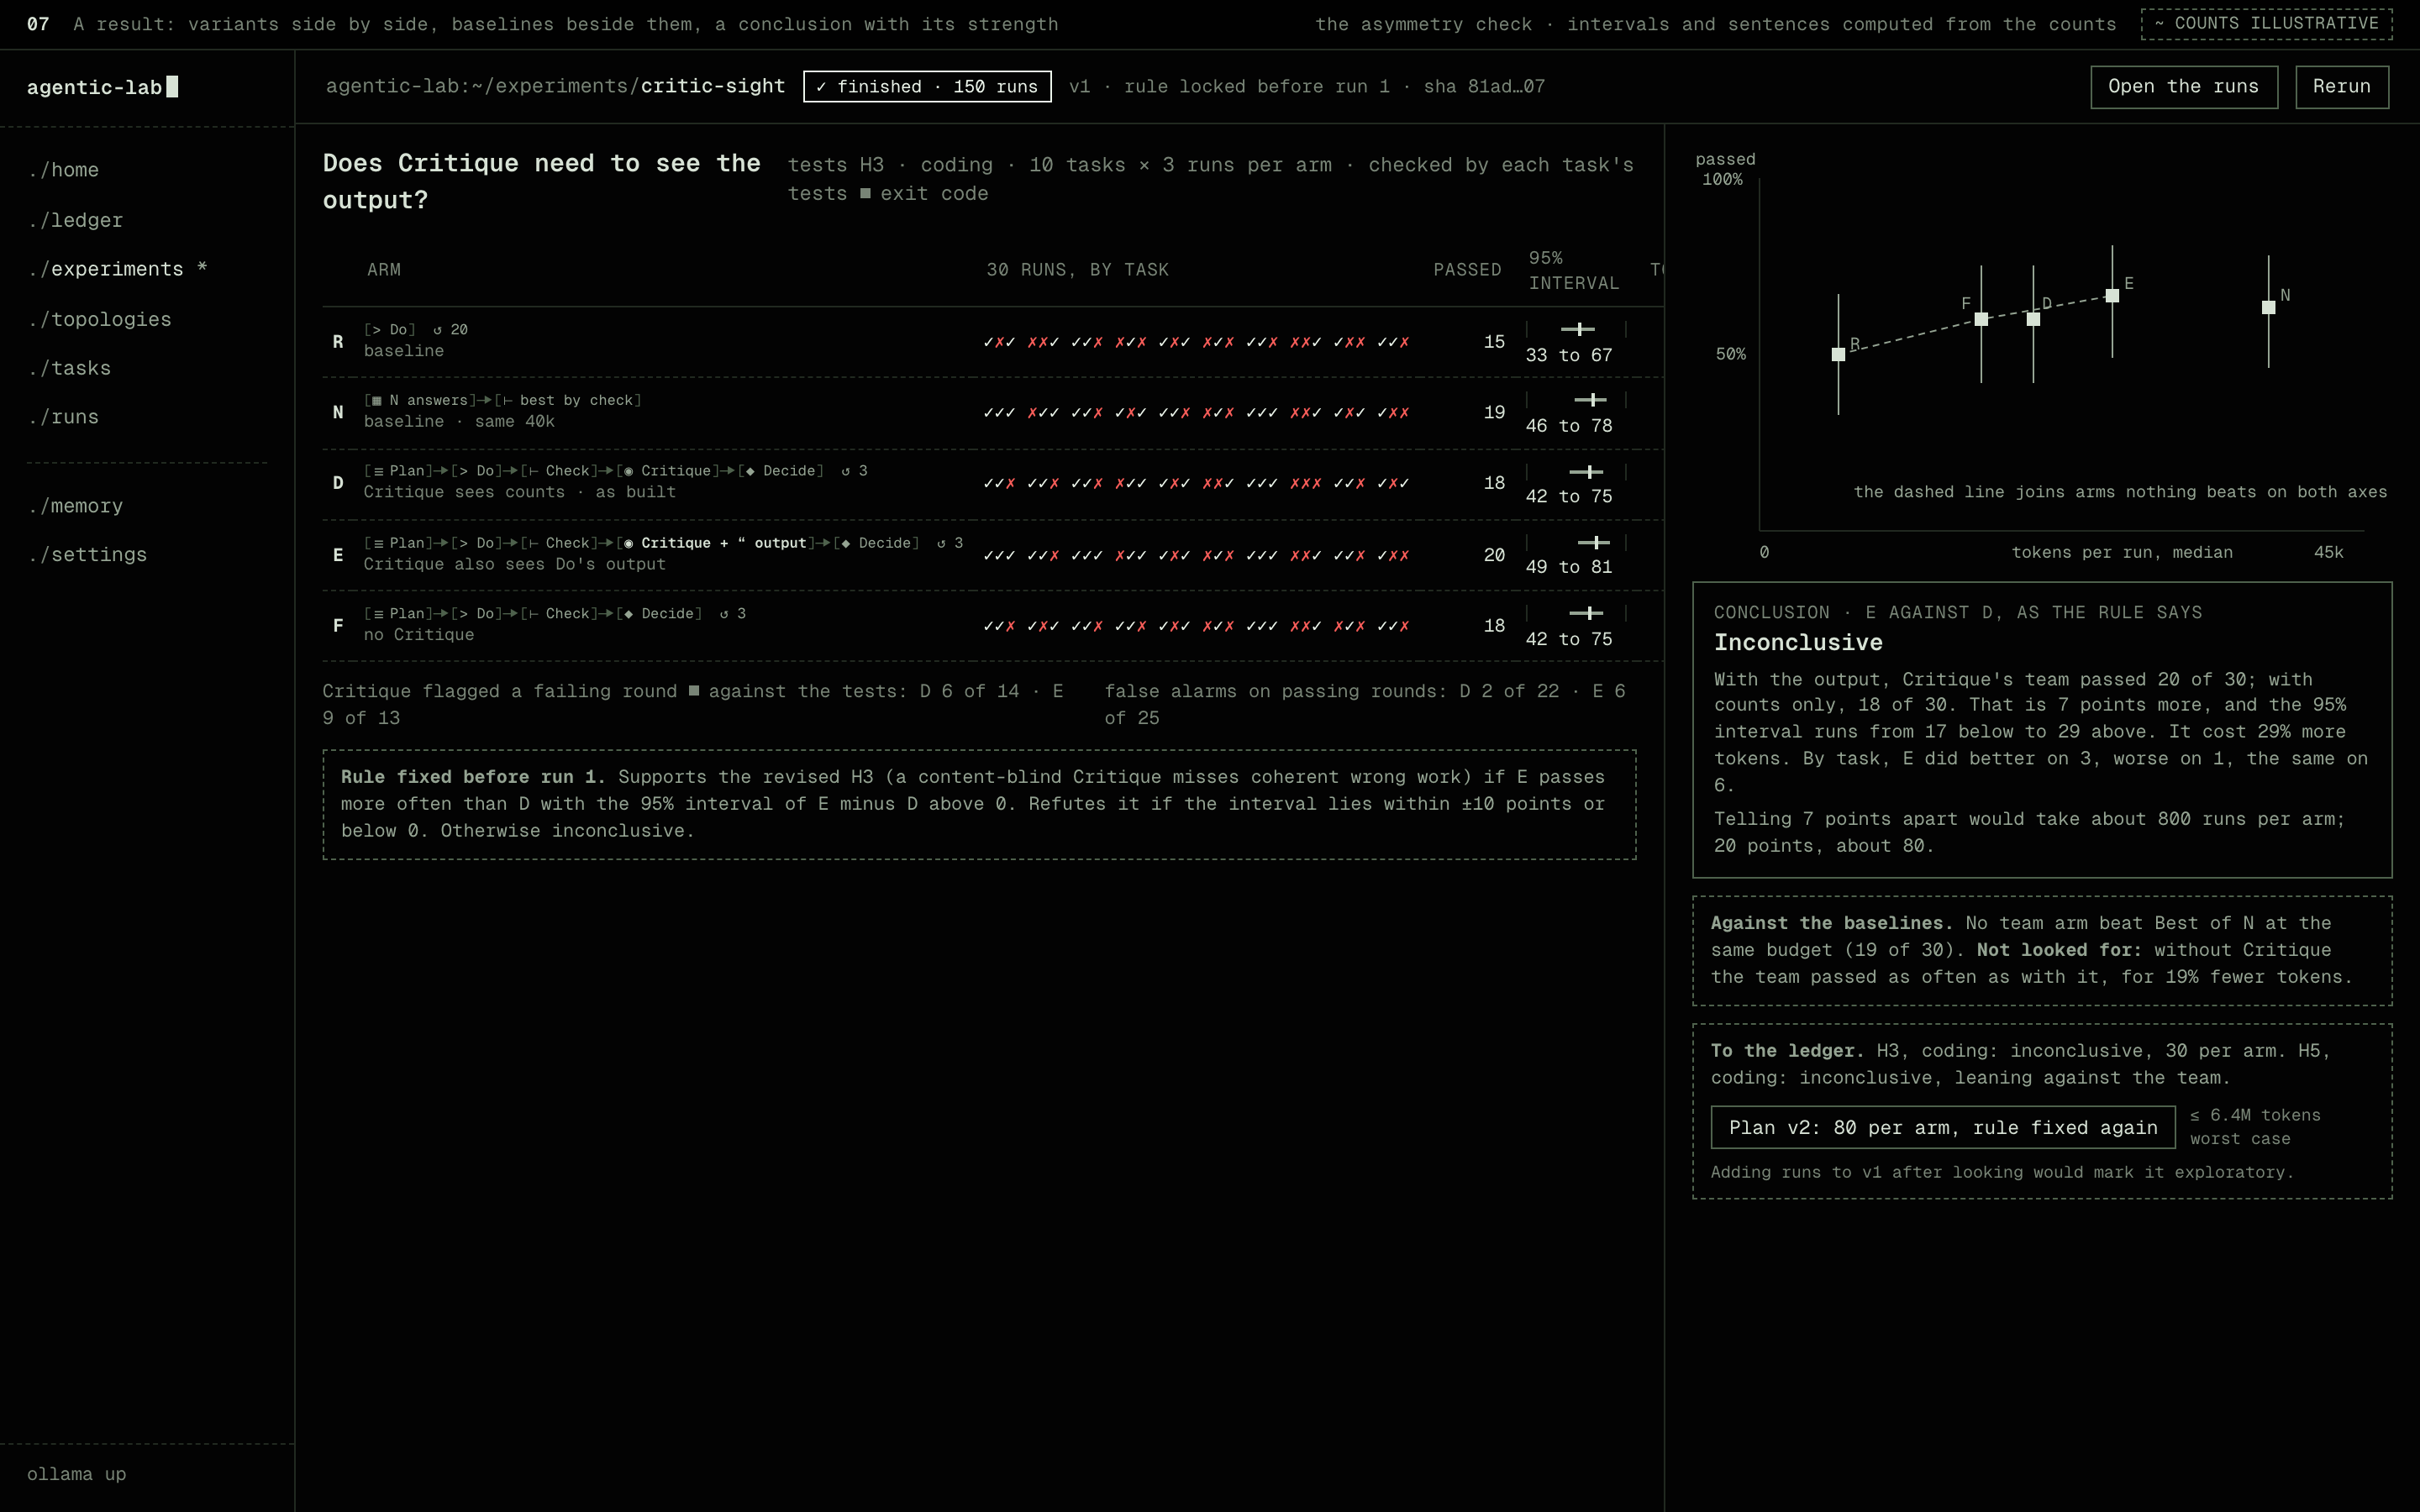 07 A result: variants side by side, baselines beside them, a conclusion with its strength
the asymmetry check · intervals and sentences computed from the counts
~ COUNTS ILLUSTRATIVE
agentic-lab
agentic-lab:~/experiments/critic-sight
✓ finished · 150 runs
v1 · rule locked before run 1 · sha 81ad…07
Open the runs
Rerun
./home
./ledger
./experiments *
./topologies
./tasks
./runs
./memory
./settings
ollama up
Does Critique need to see the
output?
tests H3 · coding · 10 tasks × 3 runs per arm · checked by each task's
tests ■ exit code
ARM 30 RUNS, BY TASK PASSED 95%
INTERVAL
R [> Do] ↺ 20
baseline
✓✗✓ ✗✗✓ ✓✓✗ ✗✓✗ ✓✗✓ ✗✓✗ ✓✓✗ ✗✗✓ ✓✗✗ ✓✓✗ 15
33 to 67
N [▦ N answers]→[⊢ best by check]
baseline · same 40k
✓✓✓ ✗✓✓ ✓✓✗ ✓✗✓ ✓✓✗ ✗✓✗ ✓✓✓ ✗✗✓ ✓✗✓ ✓✗✗ 19
46 to 78
D [≡ Plan]→[> Do]→[⊢ Check]→[◉ Critique]→[◆ Decide] ↺ 3
Critique sees counts · as built
✓✓✗ ✓✓✗ ✓✓✗ ✗✓✓ ✓✗✓ ✗✗✓ ✓✓✓ ✗✗✗ ✓✓✗ ✓✗✓ 18
42 to 75
E [≡ Plan]→[> Do]→[⊢ Check]→[◉ Critique + ❝ output]→[◆ Decide] ↺ 3
Critique also sees Do's output
✓✓✓ ✓✓✗ ✓✓✓ ✗✓✓ ✓✗✓ ✗✓✗ ✓✓✓ ✗✗✓ ✓✓✗ ✓✗✗ 20
49 to 81
F [≡ Plan]→[> Do]→[⊢ Check]→[◆ Decide] ↺ 3
no Critique
✓✓✗ ✓✗✓ ✓✓✗ ✓✓✗ ✓✗✓ ✗✓✗ ✓✓✓ ✗✗✓ ✗✓✗ ✓✓✗ 18
42 to 75
Critique flagged a failing round ■ against the tests: D 6 of 14 · E
9 of 13
false alarms on passing rounds: D 2 of 22 · E 6
of 25
Rule fixed before run 1. Supports the revised H3 (a content-blind Critique misses coherent wrong work) if E passes
more often than D with the 95% interval of E minus D above 0. Refutes it if the interval lies within ±10 points or
below 0. Otherwise inconclusive.
passed
100%
50%
R
F
D
E
N
the dashed line joins arms nothing beats on both axes
0 tokens per run, median 45k
CONCLUSION · E AGAINST D, AS THE RULE SAYS
Inconclusive
With the output, Critique's team passed 20 of 30; with
counts only, 18 of 30. That is 7 points more, and the 95%
interval runs from 17 below to 29 above. It cost 29% more
tokens. By task, E did better on 3, worse on 1, the same on
6.
Telling 7 points apart would take about 800 runs per arm;
20 points, about 80.
Against the baselines. No team arm beat Best of N at the
same budget (19 of 30). Not looked for: without Critique
the team passed as often as with it, for 19% fewer tokens.
To the ledger. H3, coding: inconclusive, 30 per arm. H5,
coding: inconclusive, leaning against the team.
Plan v2: 80 per arm, rule fixed again
≤ 6.4M tokens
worst case
Adding runs to v1 after looking would mark it exploratory.